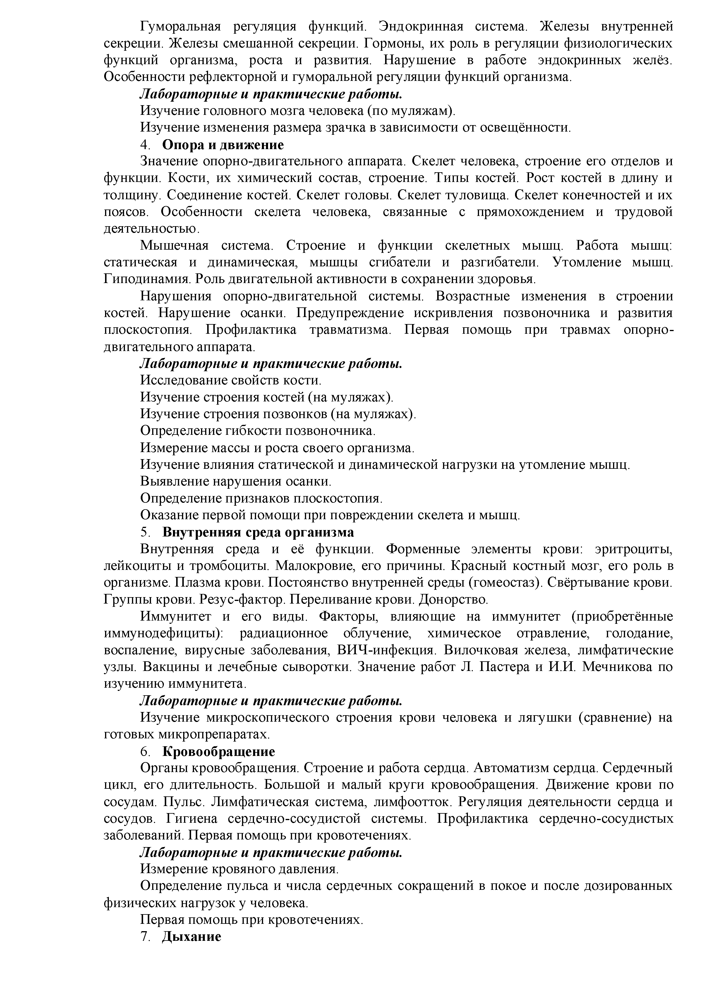 Гуморальная регуляция функций. Эндокринная система. Железы внутренней
секреции. Железы смешанной секреции. Гормоны, их роль в регуляции физиологических
функций организма, роста и развития. Нарушение в работе эндокринных желёз.
Особенности рефлекторной и гуморальной регуляции функций организма.
Лабораторные и практические работы.
Изучение головного мозга человека (по муляжам).
Изучение изменения размера зрачка в зависимости от освещённости.
4. Опора и движение
Значение опорно-двигательного аппарата. Скелет человека, строение его отделов и
функции. Кости, их химический состав, строение. Типы костей. Рост костей в длину и
толщину. Соединение костей. Скелет головы. Скелет туловища. Скелет конечностей и их
поясов. Особенности скелета человека, связанные с прямохождением и трудовой
деятельностью.
Мышечная система. Строение и функции скелетных мышц. Работа мышц:
статическая и динамическая, мышцы сгибатели и разгибатели. Утомление мышц.
Гиподинамия. Роль двигательной активности в сохранении здоровья.
Нарушения опорно-двигательной системы. Возрастные изменения в строении
костей. Нарушение осанки. Предупреждение искривления позвоночника и развития
плоскостопия. Профилактика травматизма. Первая помощь при травмах опорно-
двигательного аппарата.
Лабораторные и практические работы.
Исследование свойств кости.
Изучение строения костей (на муляжах).
Изучение строения позвонков (на муляжах).
Определение гибкости позвоночника.
Измерение массы и роста своего организма.
Изучение влияния статической и динамической нагрузки на утомление мышц.
Выявление нарушения осанки.
Определение признаков плоскостопия.
Оказание первой помощи при повреждении скелета и мышц.
5. Внутренняя среда организма
Внутренняя среда и её функции. Форменные элементы крови: эритроциты,
лейкоциты и тромбоциты. Малокровие, его причины. Красный костный мозг, его роль в
организме. Плазма крови. Постоянство внутренней среды (гомеостаз). Свёртывание крови.
Группы крови. Резус-фактор. Переливание крови. Донорство.
Иммунитет и его виды. Факторы, влияющие на иммунитет (приобретённые
иммунодефициты): радиационное облучение, химическое отравление, голодание,
воспаление, вирусные заболевания, ВИЧ-инфекция. Вилочковая железа, лимфатические
узлы. Вакцины и лечебные сыворотки. Значение работ Л. Пастера и И.И. Мечникова по
изучению иммунитета.
Лабораторные и практические работы.
Изучение микроскопического строения крови человека и лягушки (сравнение) на
готовых микропрепаратах.
6. Кровообращение
Органы кровообращения. Строение и работа сердца. Автоматизм сердца. Сердечный
цикл, его длительность. Большой и малый круги кровообращения. Движение крови по
сосудам. Пульс. Лимфатическая система, лимфоотток. Регуляция деятельности сердца и
сосудов. Гигиена сердечно-сосудистой системы. Профилактика сердечно-сосудистых
заболеваний. Первая помощь при кровотечениях.
Лабораторные и практические работы.
Измерение кровяного давления.
Определение пульса и числа сердечных сокращений в покое и после дозированных
физических нагрузок у человека.
Первая помощь при кровотечениях.
7. Дыхание